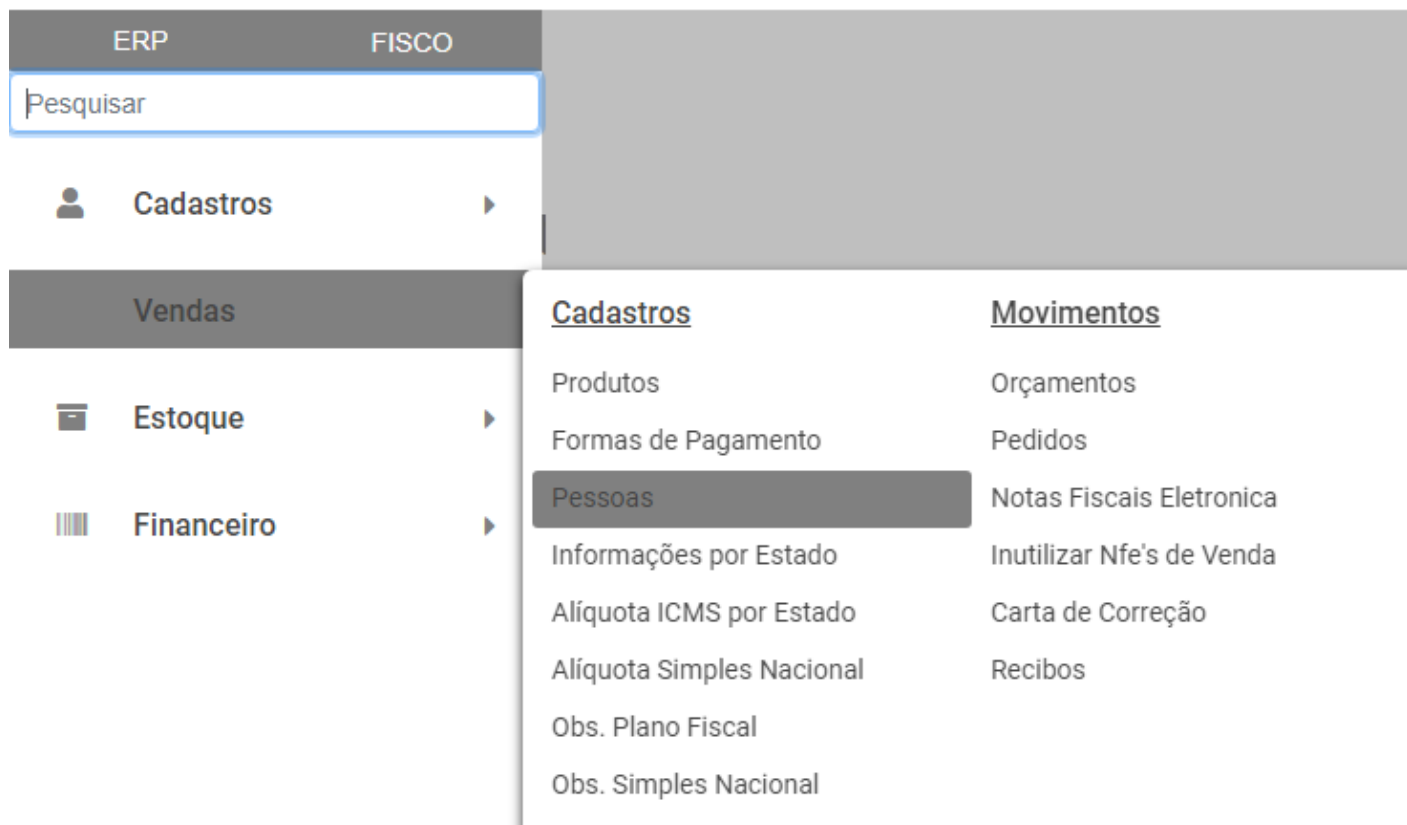 ERP FISCO
Pesquisar
Cadastros
Vendas
Estoque
Financeiro
Cadastros
Produtos
Formas de Pagamento
Pessoas
Informações por Estado
Alíquota ICMS por Estado
Alíquota Simples Nacional
Obs. Plano Fiscal
Obs. Simples Nacional
Movimentos
Orçamentos
Pedidos
Notas Fiscais Eletronica
Inutilizar Nfe's de Venda
Carta de Correção
Recibos